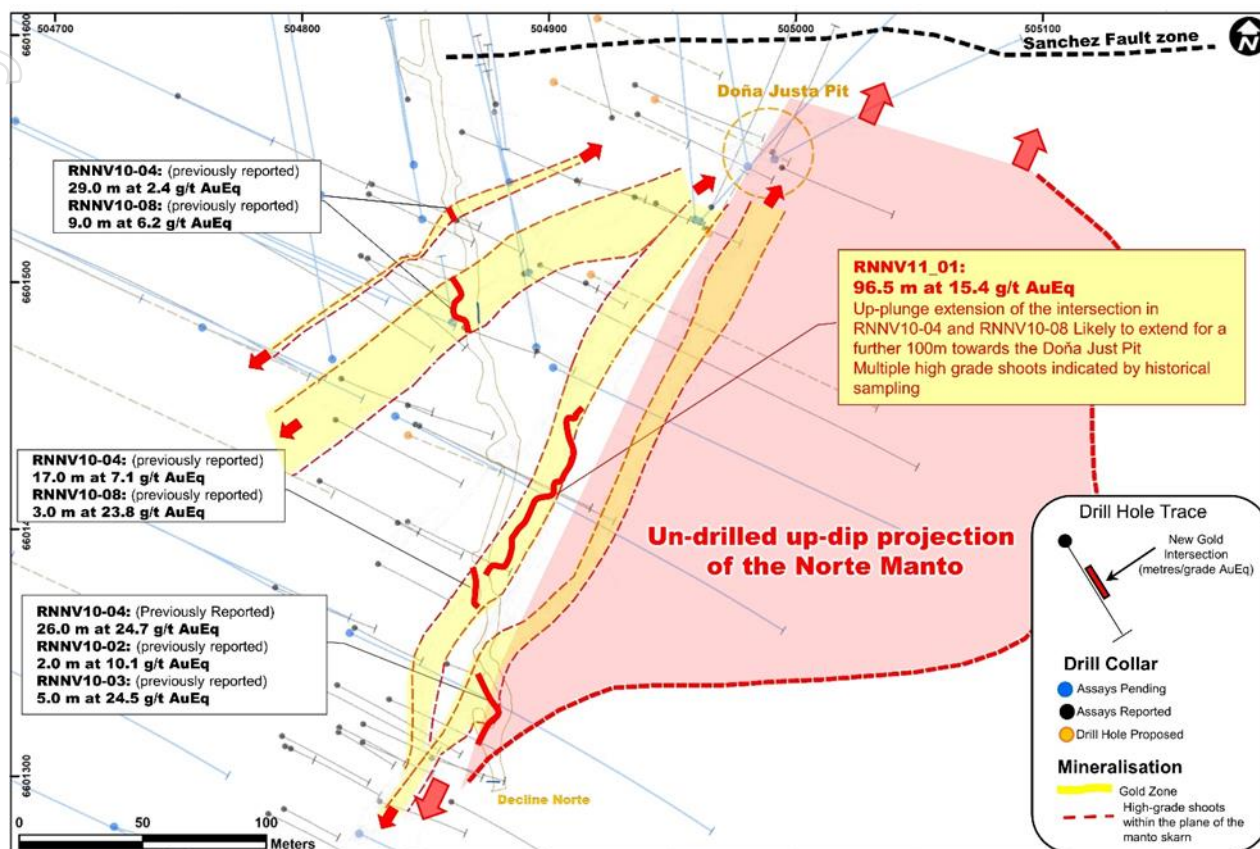 504700
504800
504900
505000
505100
6601600
Sanchez Fault zone
N
Doña Justa Pit
RNNV10-04: (previously reported)
29.0 m at 2.4 g/t AuEq
RNNV10-08: (previously reported)
9.0 m at 6.2 g/t AuEq
6601500
RNNV11_01:
96.5 m at 15.4 g/t AuEq
Up-plunge extension of the intersection in
RNNV10-04 and RNNV10-08 Likely to extend for a
further 100m towards the Doña Just Pit
Multiple high grade shoots indicated by historical
sampling
RNNV10-04: (previously reported)
17.0 m at 7.1 g/t AuEq
RNNV10-08: (previously reported)
3.0 m at 23.8 g/t AuEq
Un-drilled up-dip projection
of the Norte Manto
RNNV10-04: (Previously Reported)
26.0 m at 24.7 g/t AuEq
RNNV10-02: (previously reported)
2.0 m at 10.1 g/t AuEq
RNNV10-03: (previously reported)
5.0 m at 24.5 g/t AuEq
6601300
Decline Norte
0
50
100
Meters
Drill Hole Trace
New Gold
Intersection
(metres/grade AuEq)
Drill Collar
Assays Pending
Assays Reported
Drill Hole Proposed
Mineralisation
Gold Zone
High-grade shoots
within the plane of the
manto skarn